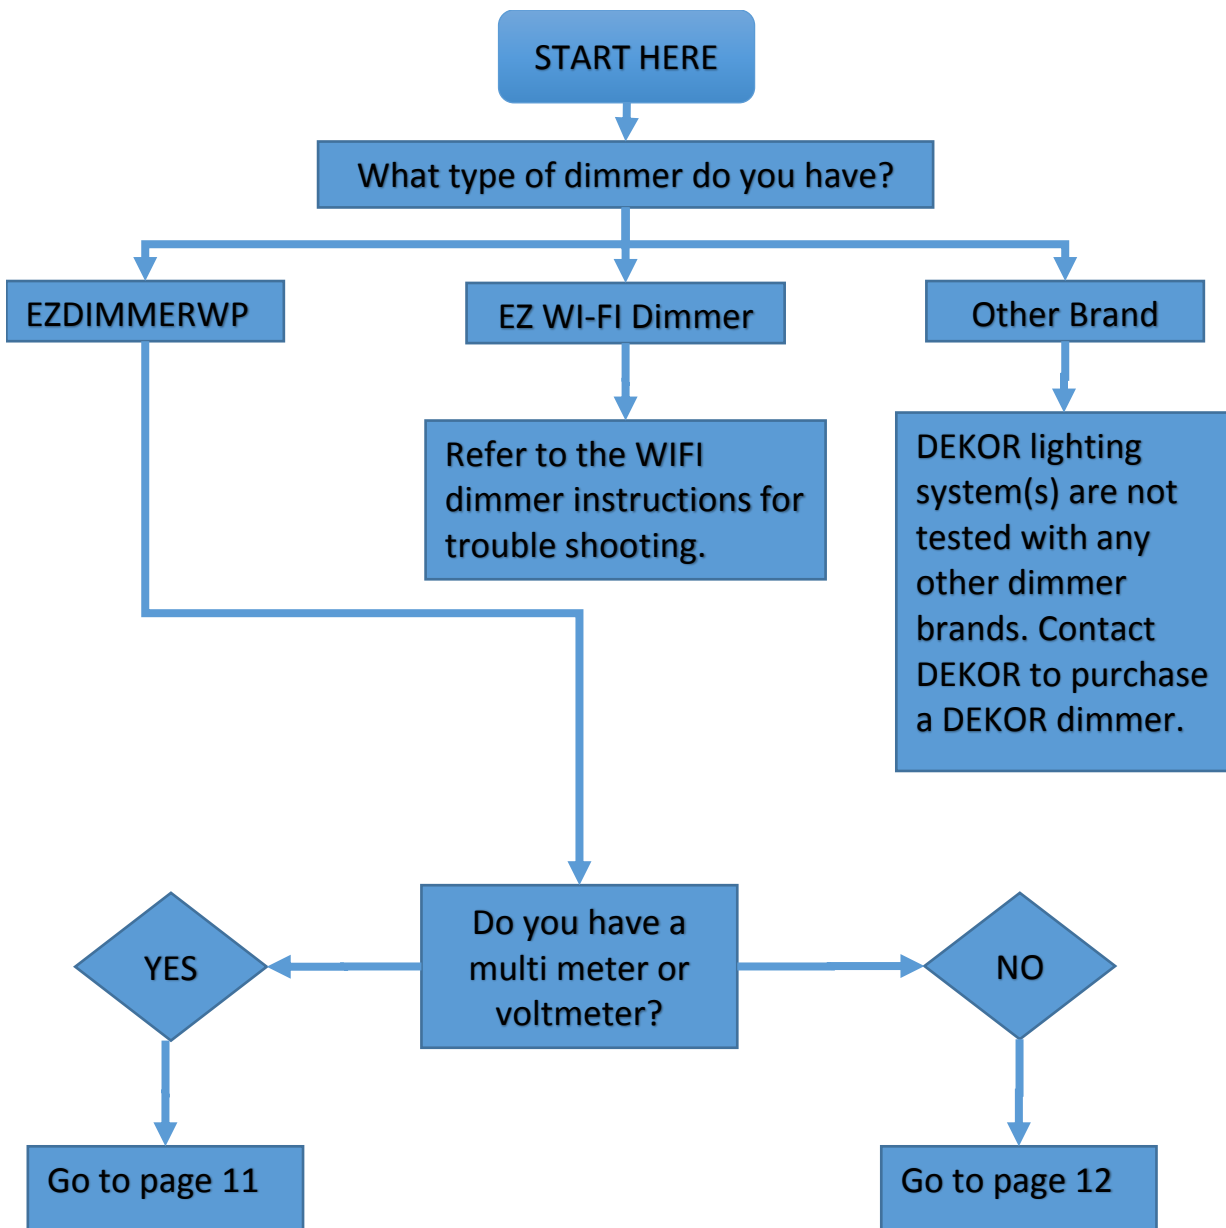 START HERE
What type of dimmer do you have?
EZDIMMERWP
EZ WI-FI Dimmer
Other Brand
Refer to the WIFI
dimmer instructions for
trouble shooting.
DEKOR lighting
system(s) are not
tested with any
other dimmer
brands. Contact
DEKOR to purchase
a DEKOR dimmer.
Do you have a
multi meter or
voltmeter?
YES
NO
Go to page 11
Go to page 12